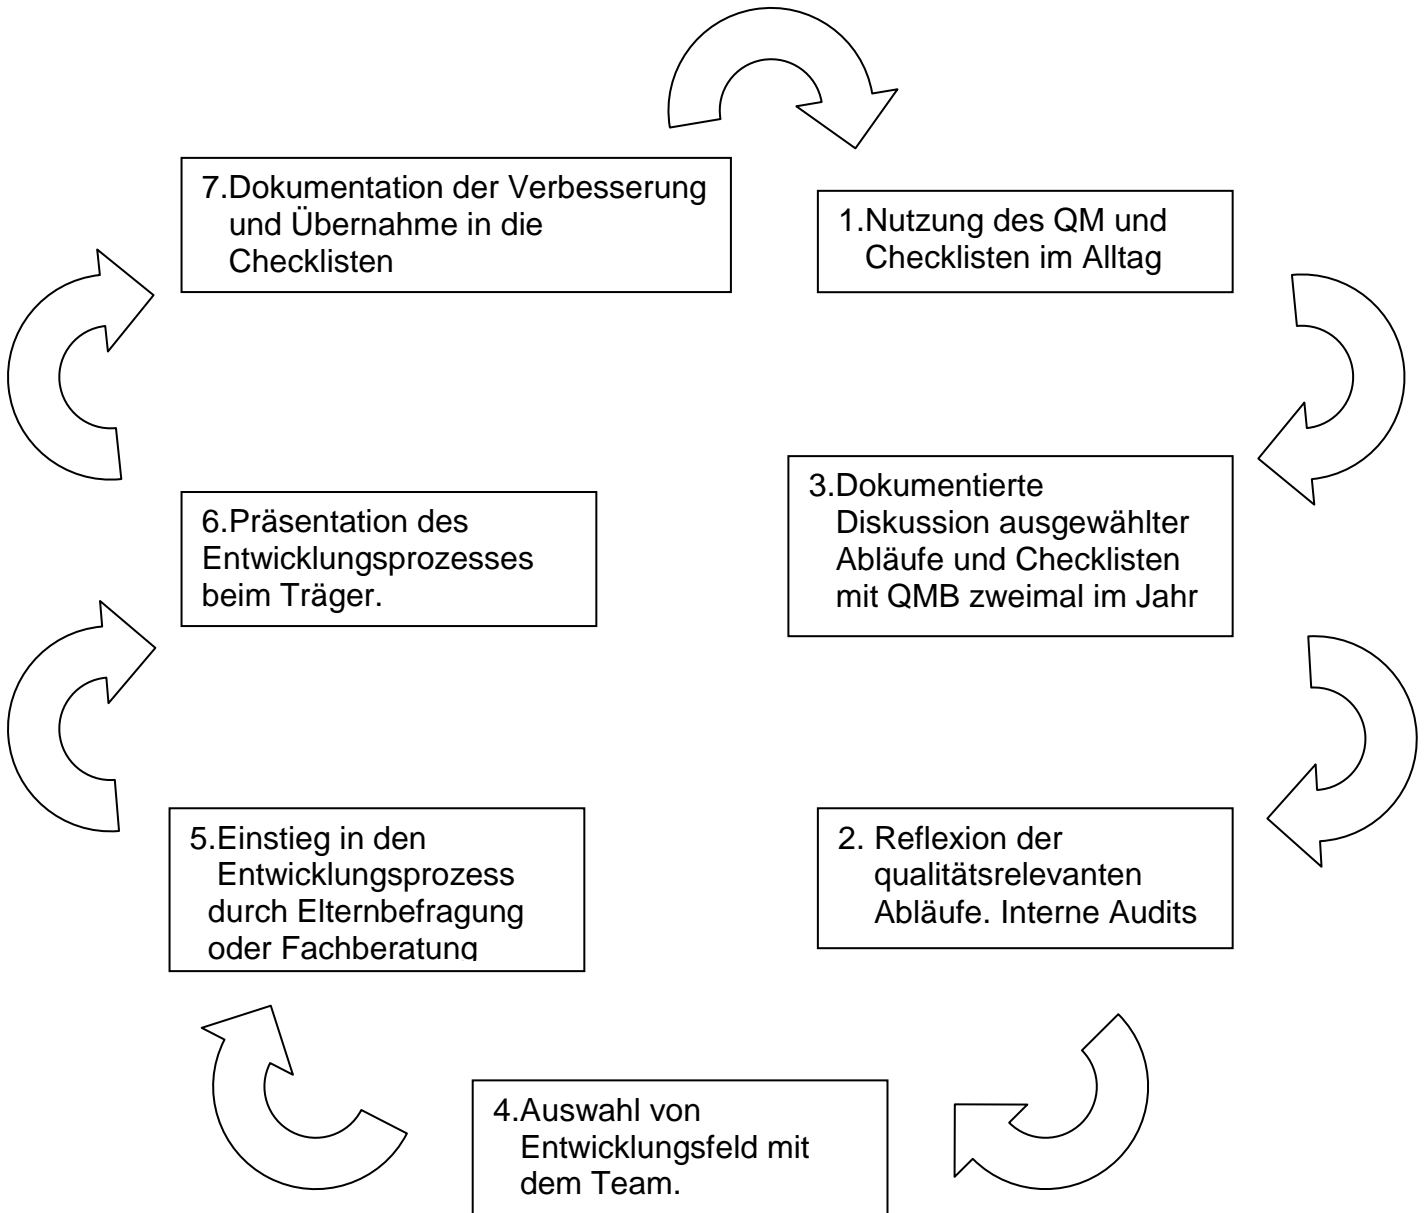 7.Dokumentation der Verbesserung
und Übernahme in die
Checklisten
1.Nutzung des QM und
Checklisten im Alltag
3.Dokumentierte
Diskussion ausgewählter
Abläufe und Checklisten
mit QMB zweimal im Jahr
6.Präsentation des
Entwicklungsprozesses
beim Träger.
5.Einstieg in den
Entwicklungsprozess
durch Elternbefragung
oder Fachberatung
2. Reflexion der
qualitätsrelevanten
Abläufe. Interne Audits
4.Auswahl von
Entwicklungsfeld mit
dem Team.